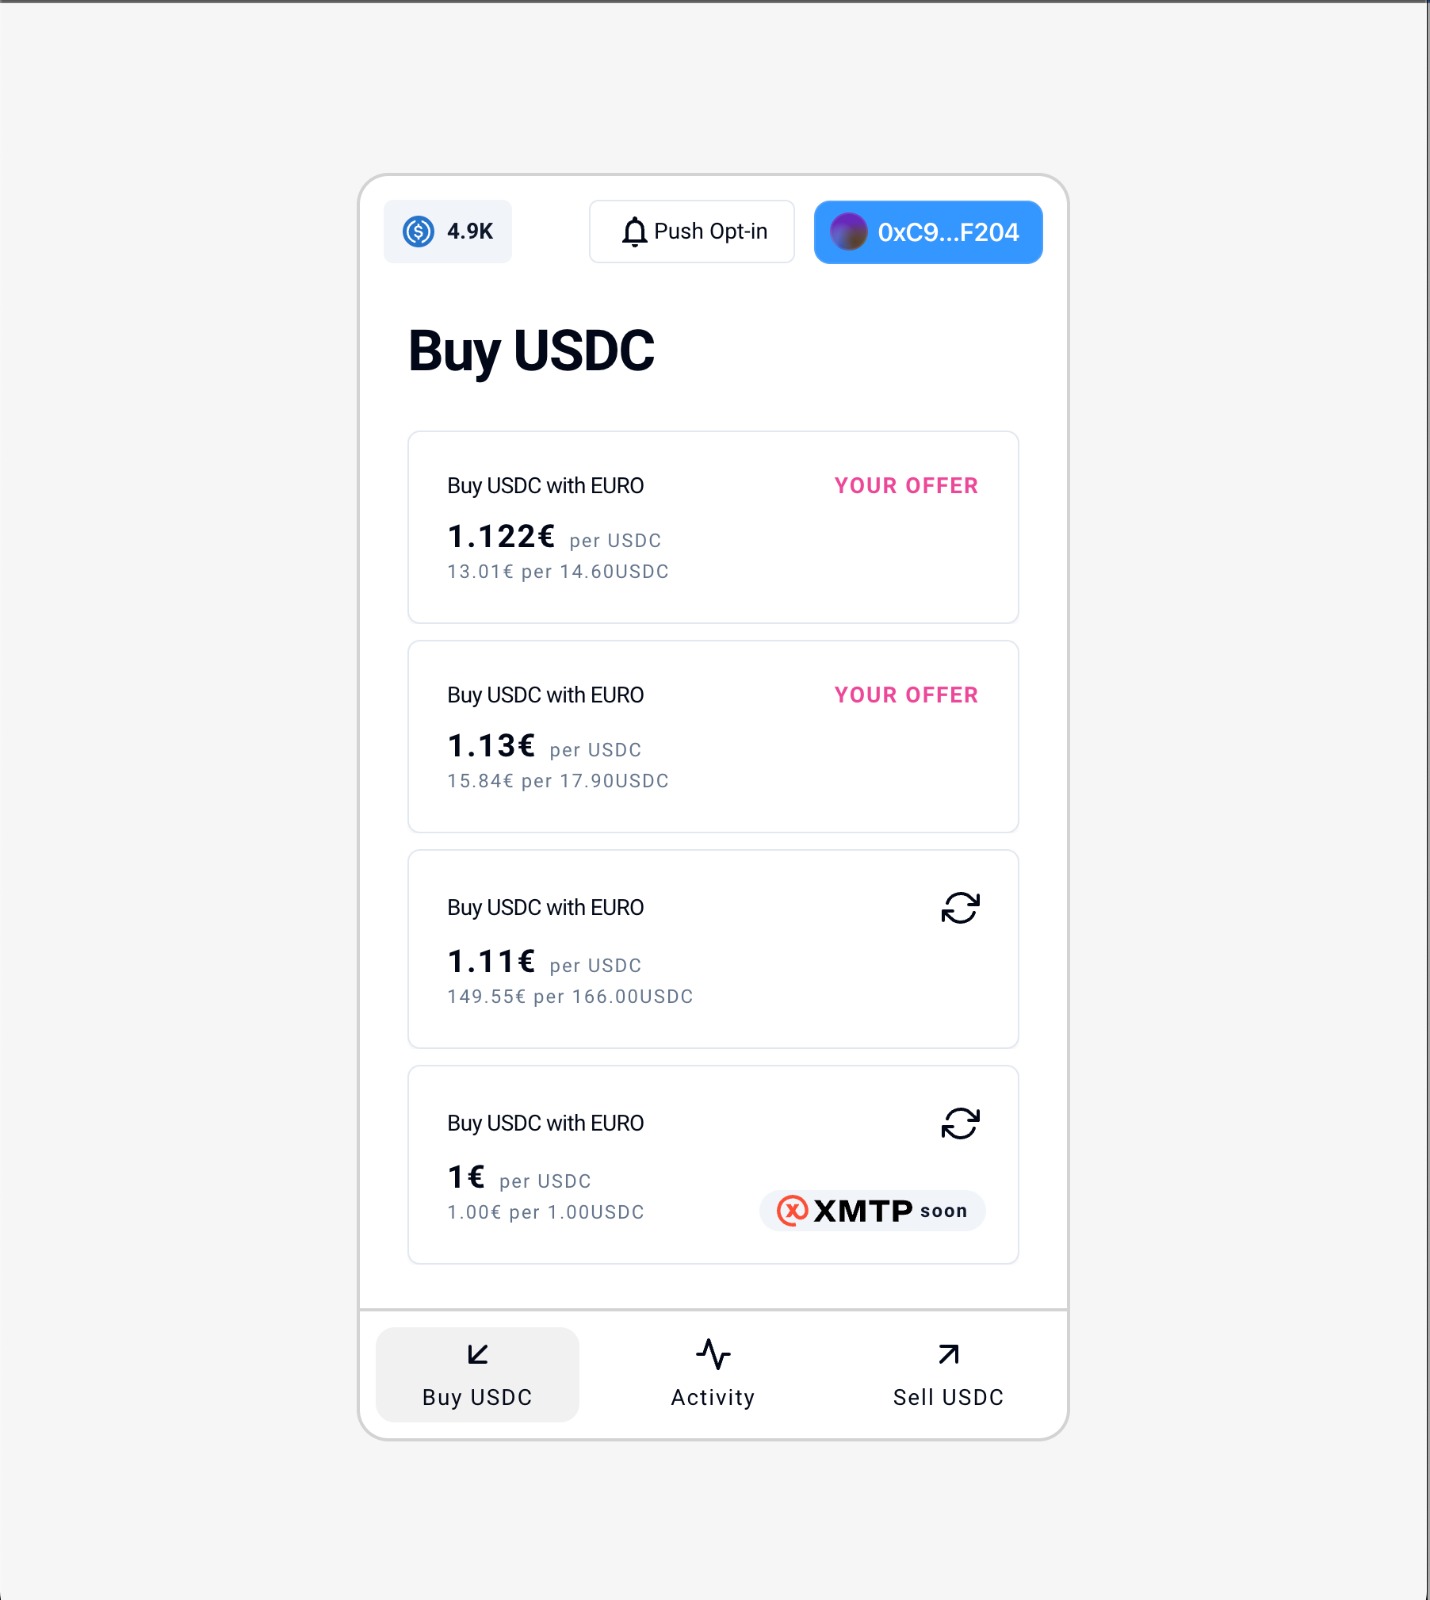 4.9K
Push Opt-in
0xC9...F204
Buy USDC
Buy USDC with EURO
YOUR OFFER
1.122€ per USDC
13.01€ per 14.60USDC
Buy USDC with EURO
YOUR OFFER
1.13€ per USDC
15.84€ per 17.90USDC
Buy USDC with EURO
1.11€ per USDC
149.55€ per 166.00USDC
Buy USDC with EURO
1€ per USDC
1.00€ per 1.00USDC
XMTP soon
Buy USDC
Activity
Sell USDC